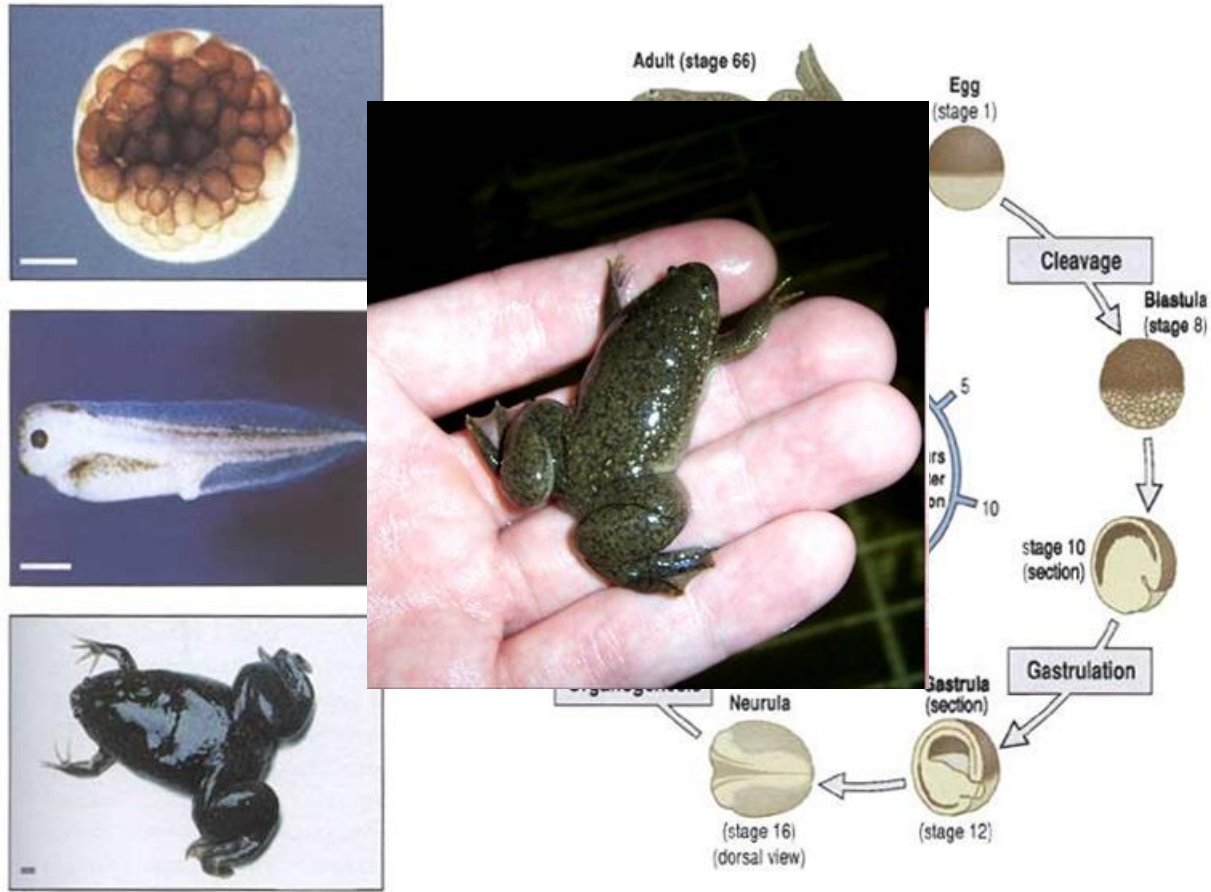 Adult (stage 66)
Egg
(stage 1)
Cleavage
Blastula
(stage 8)
5
10
stage 10
(section)
Gastrulation
Gastrula
(section)
(stage 12)
Neurula
(stage 16)
(dorsal view)